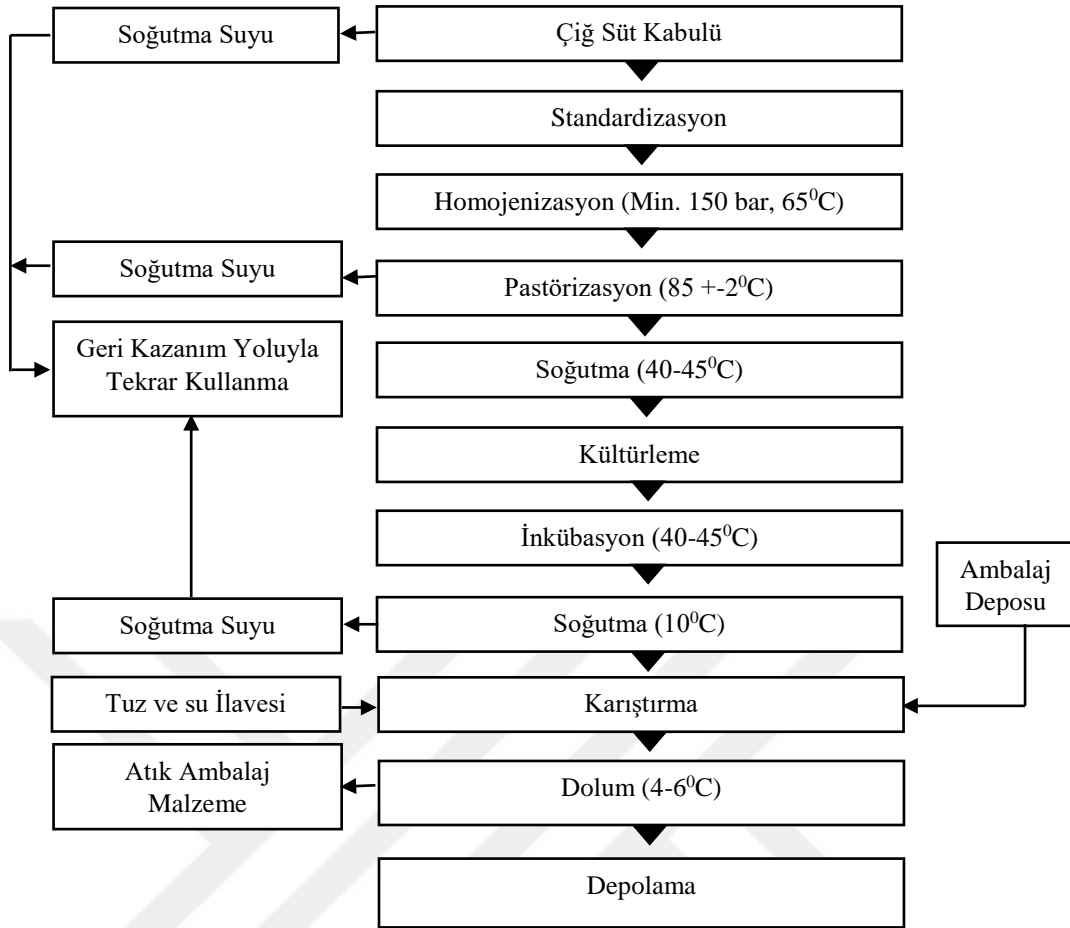 Soğutma Suyu
Çiğ Süt Kabulü
Standardizasyon
Homojenizasyon (Min. 150 bar, 65⁰C)
Soğutma Suyu
Pastörizasyon (85 +-2⁰C)
Geri Kazanım Yoluyla
Tekrar Kullanma
Soğutma (40-45⁰C)
Kültürleme
İnkübasyon (40-45⁰C)
Ambalaj
Deposu
Soğutma Suyu
Soğutma (10⁰C)
Tuz ve su İlavesi
Karıştırma
Atık Ambalaj
Malzeme
Dolum (4-6⁰C)
Depolama